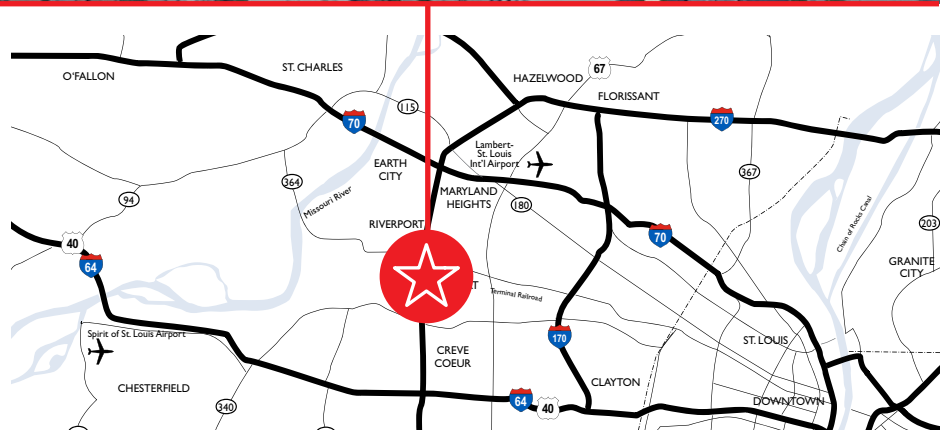 67
HAZELWOOD
ST. CHARLES
O'FALLON
FLORISSANT
115
70
270
Lambert-
St. Louis
Int'l Airport
EARTH
CITY
364
367
MARYLAND
HEIGHTS
94
Missouri River
180
RIVERPORT
Chain of Rocks Canal
203
70
40
64
GRANITE
CITY
RT
Terminal Railroad
Spirit of St. Louis Airport
170
ST. LOUIS
CREVE
COEUR
CHESTERFIELD
CLAYTON
340
64
40
DOWNTOWN